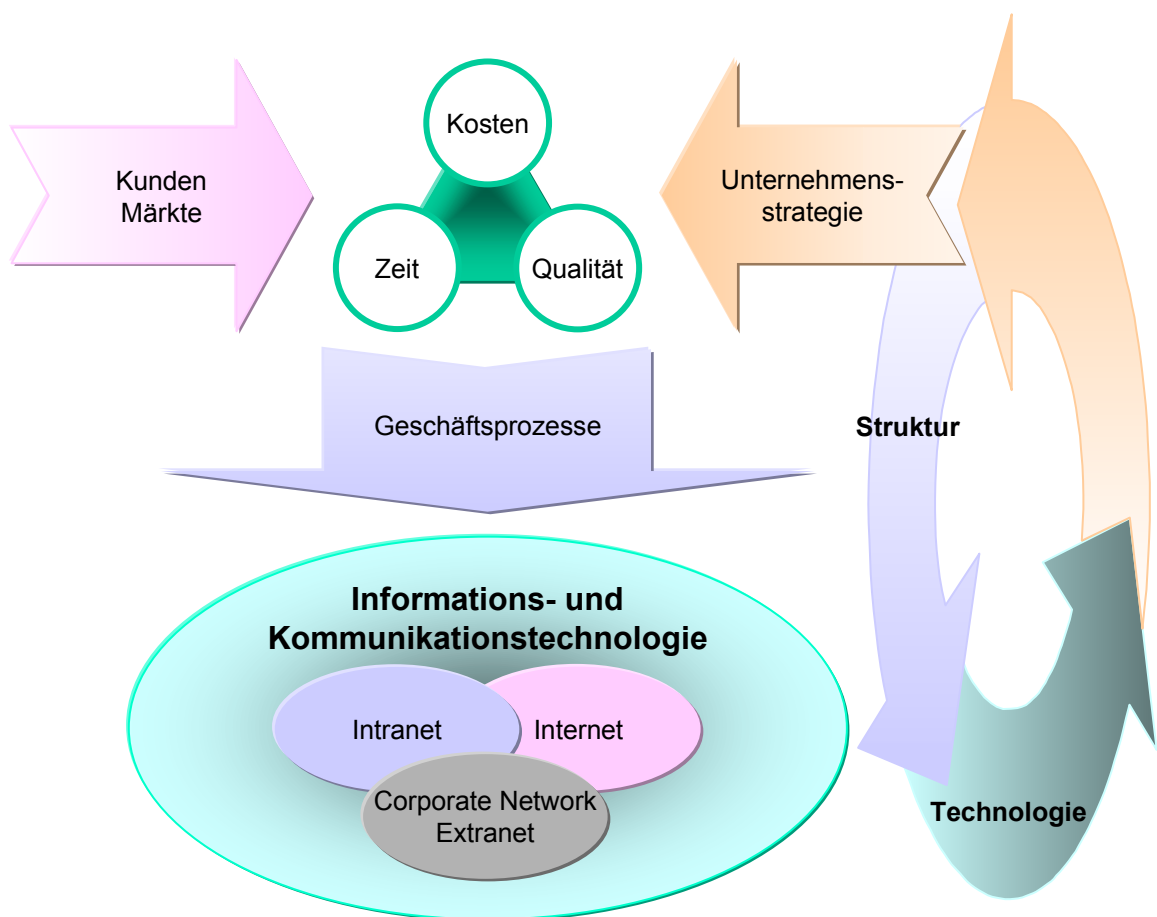 Kosten
Kunden
Märkte
Unternehmens-
strategie
Zeit
Qualität
Geschäftsprozesse
Struktur
Informations- und
Kommunikationstechnologie
Intranet
Internet
Corporate Network
Extranet
Technologie